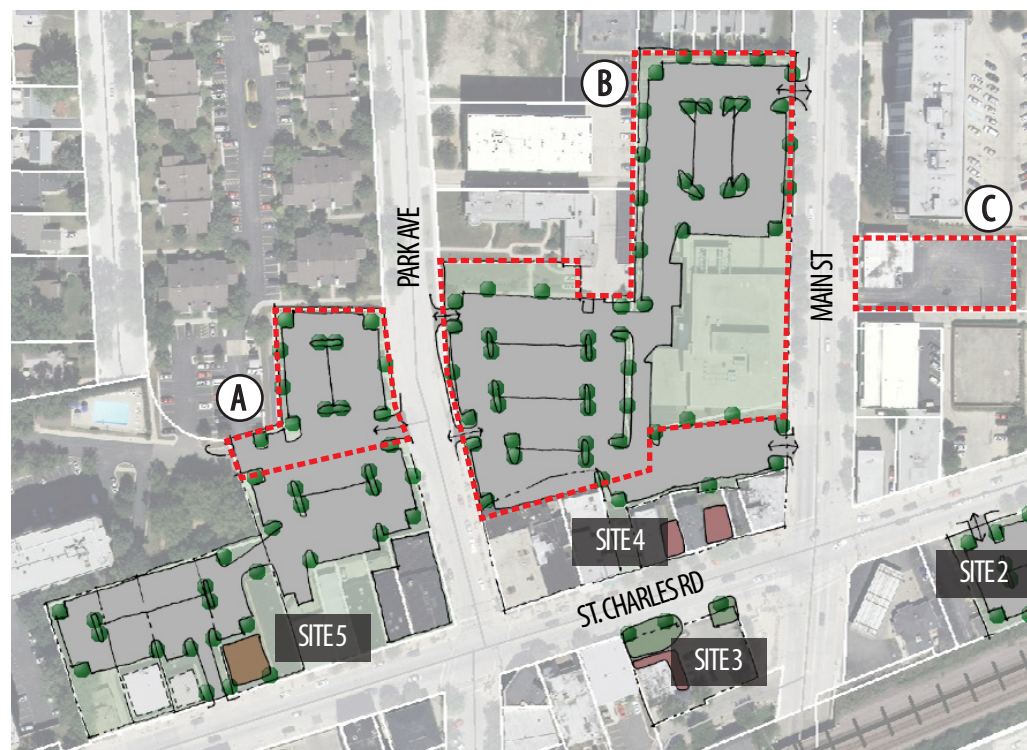 B
C
PARK AVE
MAIN ST
A
SITE 4
SITE 2
ST. CHARLES RD
SITE 5
SITE 3